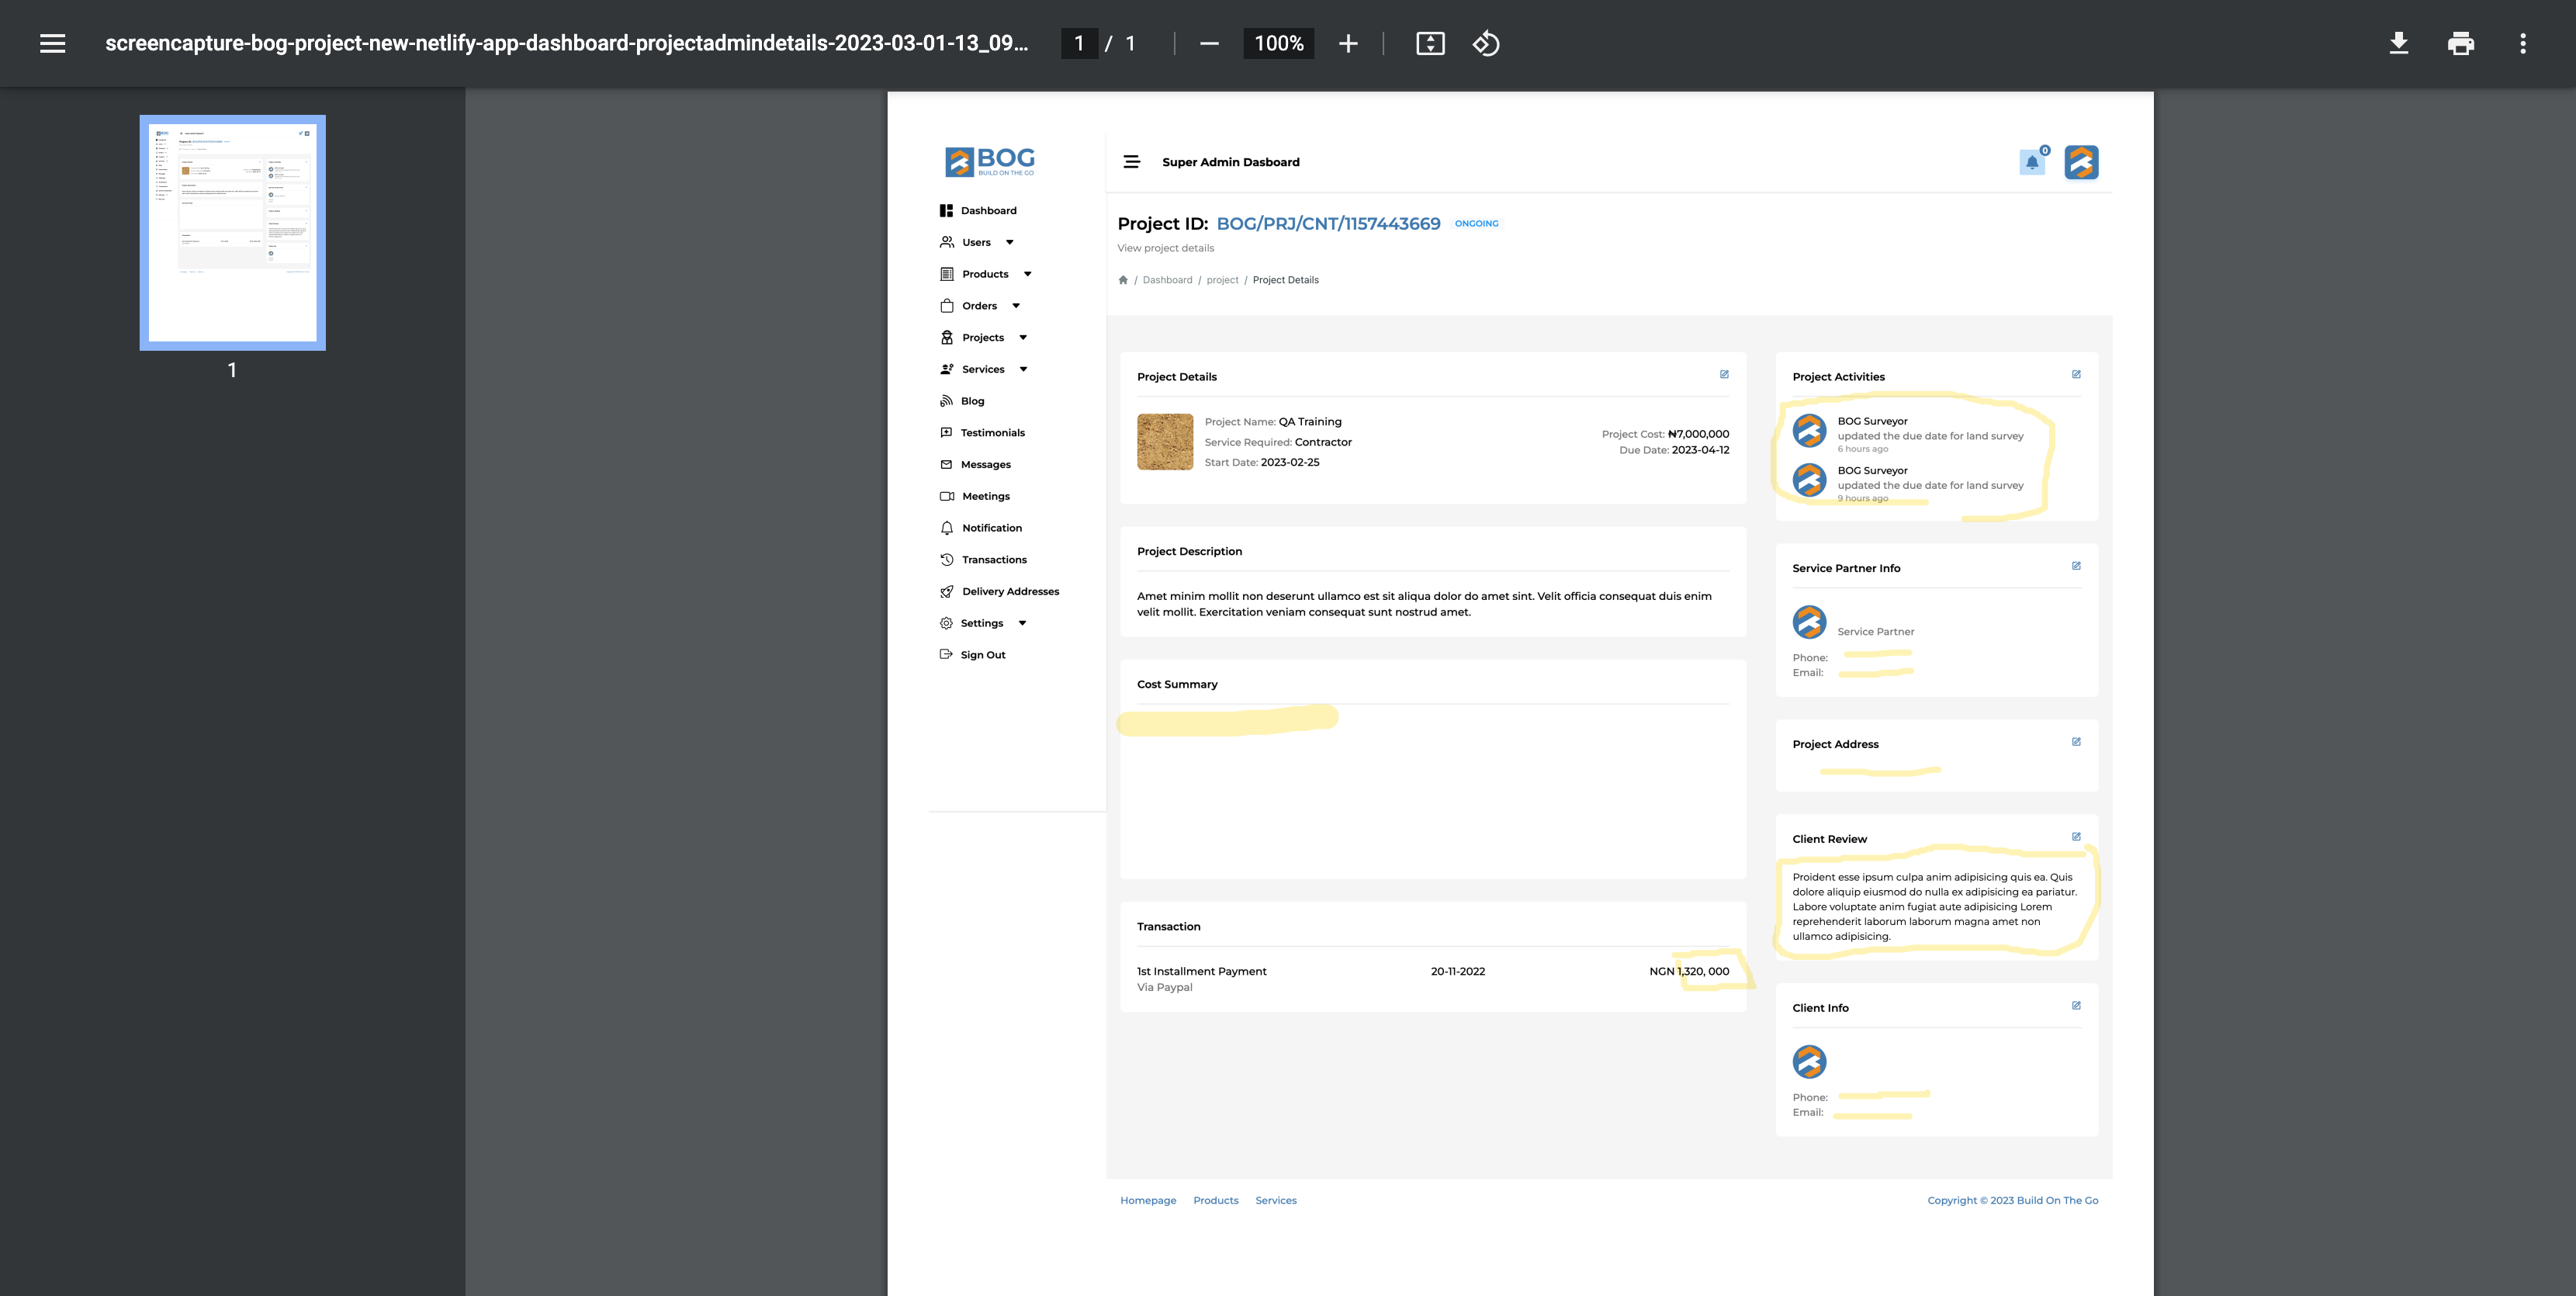 screencapture-bog-project-new-netlify-app-dashboard-projectadmindetails-2023-03-01-13_09...
1 / 1
100%
1
BOG
BUILD ON THE GO
Super Admin Dasboard
0
Dashboard
Users
Products
Orders
Projects
Services
Blog
Testimonials
Messages
Meetings
Notification
Transactions
Delivery Addresses
Settings
Sign Out
Project ID: BOG/PRJ/CNT/1157443669 ONGOING
View project details
/ Dashboard / project / Project Details
Project Details
Project Name: QA Training
Service Required: Contractor
Start Date: 2023-02-25
Project Cost: ₦7,000,000
Due Date: 2023-04-12
Project Description
Amet minim mollit non deserunt ullamco est sit aliqua dolor do amet sint. Velit officia consequat duis enim
velit mollit. Exercitation veniam consequat sunt nostrud amet.
Cost Summary
Transaction
1st Installment Payment 20-11-2022 NGN 1,320, 000
Via Paypal
Project Activities
BOG Surveyor
updated the due date for land survey
6 hours ago
BOG Surveyor
updated the due date for land survey
9 hours ago
Service Partner Info
Service Partner
Phone:
Email:
Project Address
Client Review
Proident esse ipsum culpa anim adipisicing quis ea. Quis
dolore aliquip eiusmod do nulla ex adipisicing ea pariatur.
Labore voluptate anim fugiat aute adipisicing Lorem
reprehenderit laborum laborum magna amet non
ullamco adipisicing.
Client Info
Phone:
Email:
Homepage Products Services
Copyright © 2023 Build On The Go